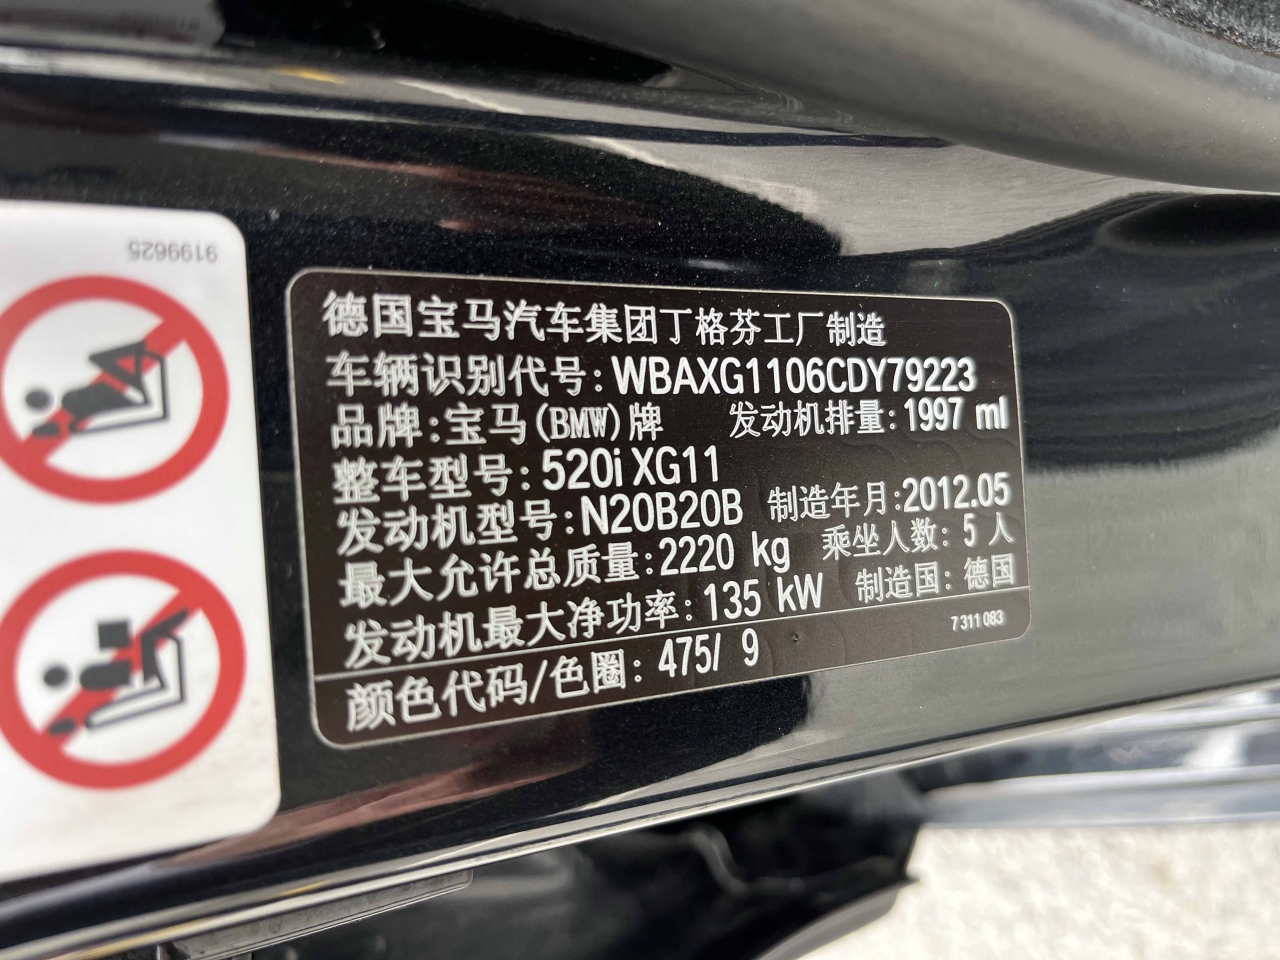 9199625
德国宝马汽车集团丁格芬工厂制造
车辆识别代号: WBAXG1106CDY79223
品牌:宝马(BMW)牌 发动机排量: 1997 ml
整车型号: 520i XG11
发动机型号: N20B20B 制造年月:2012.05
最大允许总质量:2220 kg 乘坐人数: 5 人
发动机最大净功率: 135 kW 制造国: 德国
颜色代码/色圈: 475/ 9 7 311 083